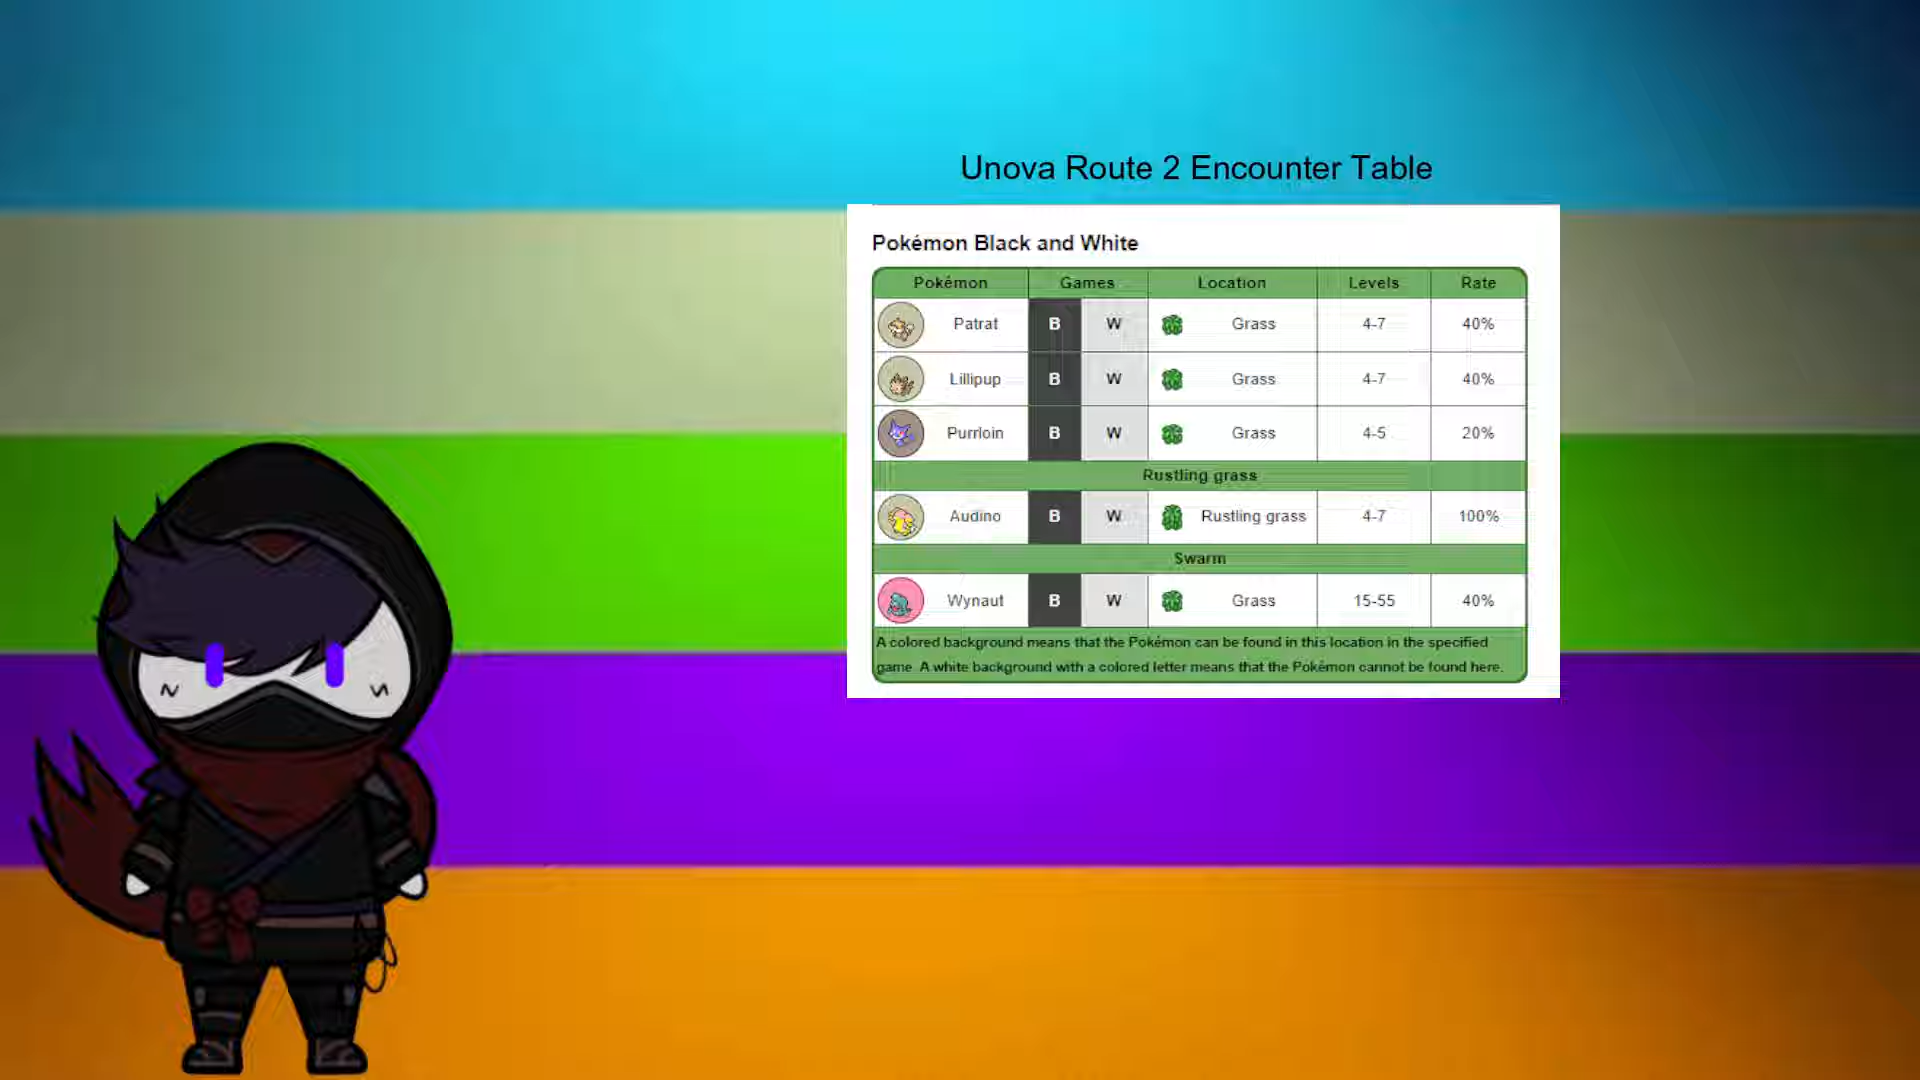 Unova Route 2 Encounter Table
Pokémon Black and White
Pokémon Games Location Levels Rate
Patrat B W Grass 4-7 40%
Lillipup B W Grass 4-7 40%
Purrloin B W Grass 4-5 20%
Rustling grass
Audino B W Rustling grass 4-7 100%
Swarm
Wynaut B W Grass 15-55 40%
A colored background means that the Pokémon can be found in this location in the specified
game. A white background with a colored letter means that the Pokémon cannot be found here.